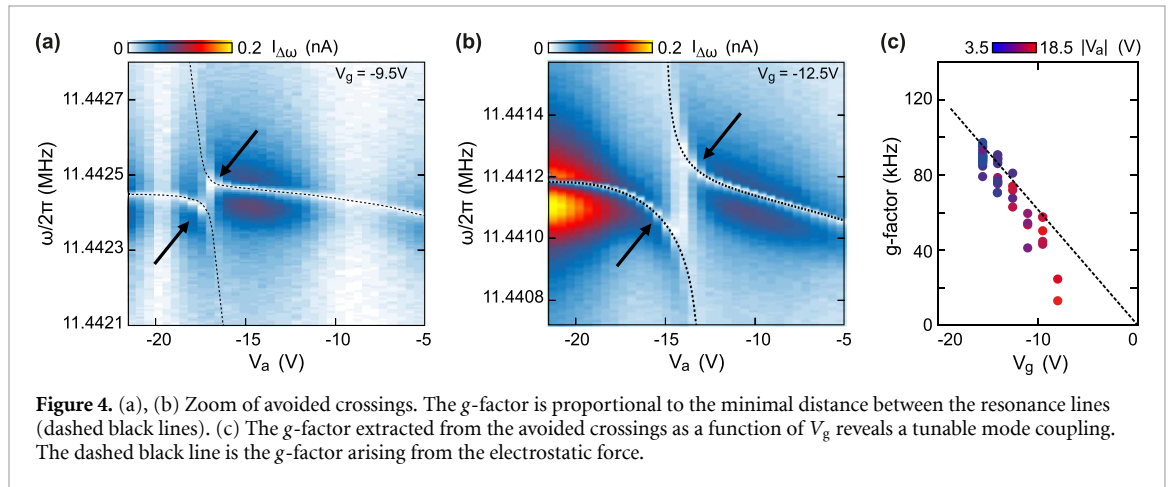 (a)
0
0.2
I_Δω (nA)
V_g = -9.5V
11.4427
11.4425
11.4423
11.4421
ω/2π (MHz)
-20
-15
-10
-5
V_a (V)
(b)
0
0.2
I_Δω (nA)
V_g = -12.5V
11.4414
11.4412
11.4410
11.4408
ω/2π (MHz)
-20
-15
-10
-5
V_a (V)
(c)
3.5
18.5
|V_a| (V)
120
80
40
0
g-factor (kHz)
-20
-10
0
V_g (V)
Figure 4. (a), (b) Zoom of avoided crossings. The g-factor is proportional to the minimal distance between the resonance lines
(dashed black lines). (c) The g-factor extracted from the avoided crossings as a function of V_g reveals a tunable mode coupling.
The dashed black line is the g-factor arising from the electrostatic force.